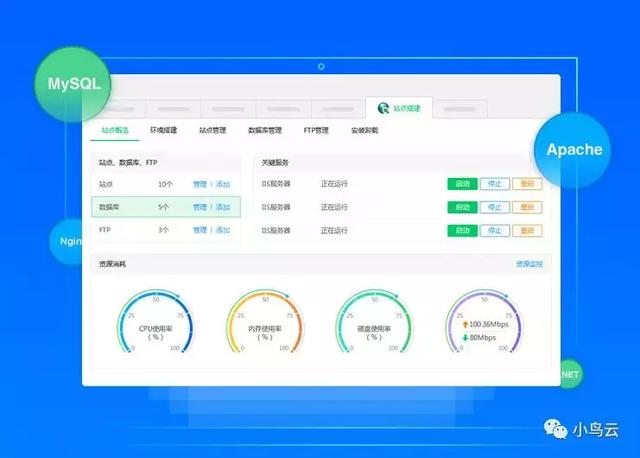 MySQL
站点搭建
站点概览 环境搭建 站点管理 数据库管理 FTP管理 安装卸载
Apache
站点、数据库、FTP
站点 10个 管理 | 添加
数据库 5个 管理 | 添加
FTP 3个 管理 | 添加
关键服务
IIS服务器 正在运行 启动 停止 重启
IIS服务器 正在运行 启动 停止 重启
IIS服务器 正在运行 启动 停止 重启
Ngin
资源消耗 资源监控
0 25 50 75 100
CPU使用率
(%)
0 25 50 75 100
内存使用率
(%)
0 25 50 75 100
磁盘使用率
(%)
0 25 50 75 100
100.36Mbps
80Mbps
NET
小鸟云